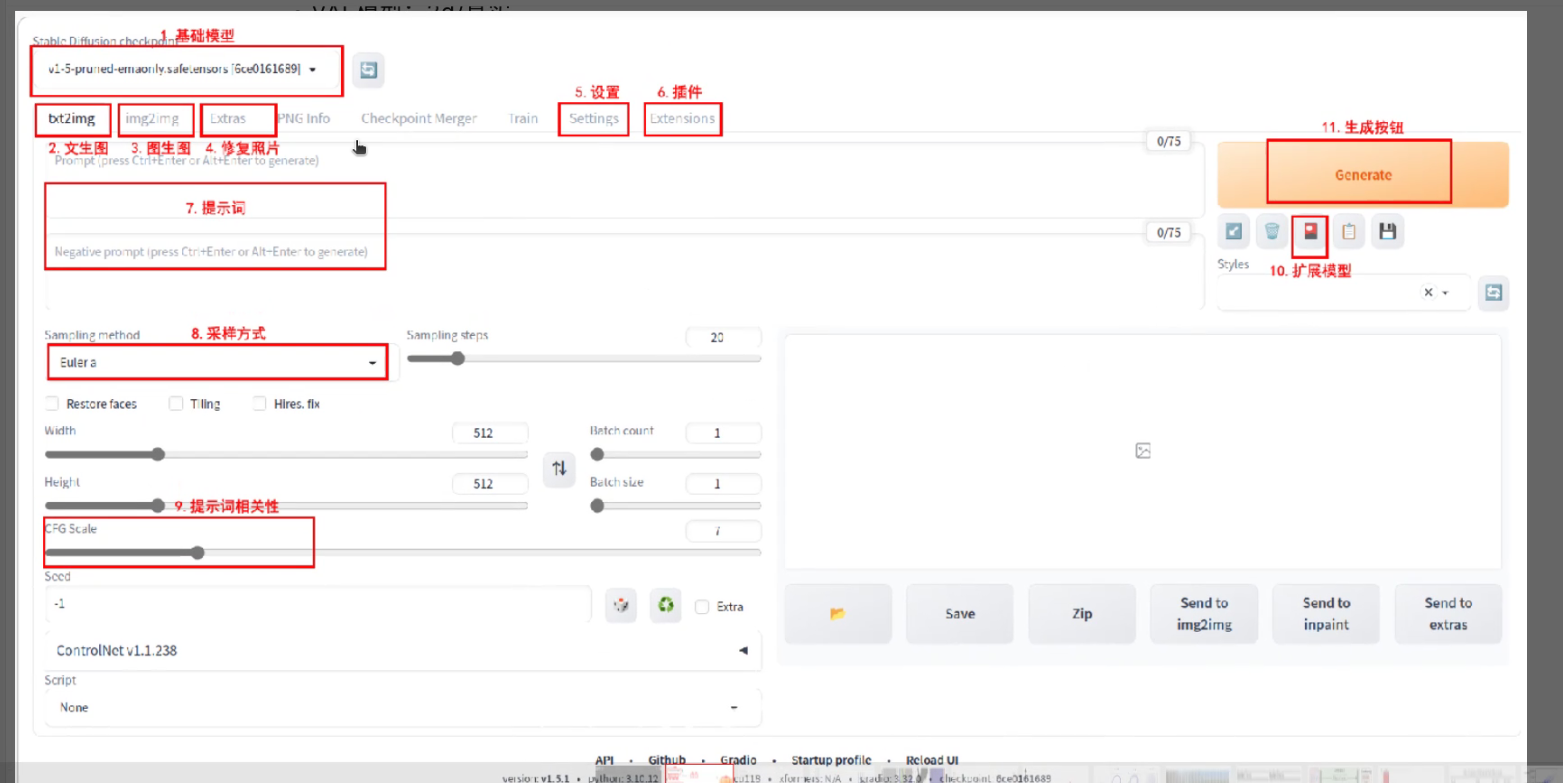 1. 基础模型
Stable Diffusion checkpoint
v1-5-pruned-emaonly.safetensors [6ce0161689]
5. 设置
6. 插件
txt2img
img2img
Extras
PNG Info
Checkpoint Merger
Train
Settings
Extensions
2. 文生图
3. 图生图
4. 修复照片
11. 生成按钮
0/75
Prompt (press Ctrl+Enter or Alt+Enter to generate)
Generate
7. 提示词
0/75
Negative prompt (press Ctrl+Enter or Alt+Enter to generate)
Styles
10. 扩展模型
Sampling method
8. 采样方式
Sampling steps
20
Euler a
Restore faces
Tiling
Hires. fix
Width
512
Batch count
1
Height
512
Batch size
1
9. 提示词相关性
CFG Scale
7
Seed
-1
Extra
Save
Zip
Send to
img2img
Send to
inpaint
Send to
extras
ControlNet v1.1.238
Script
None
API • Github • Gradio • Startup profile • Reload UI
version: v1.5.1 • python: 3.10.12 cu118 • xformers: N/A • gradio: 3.32.0 • checkpoint: 6ce0161689